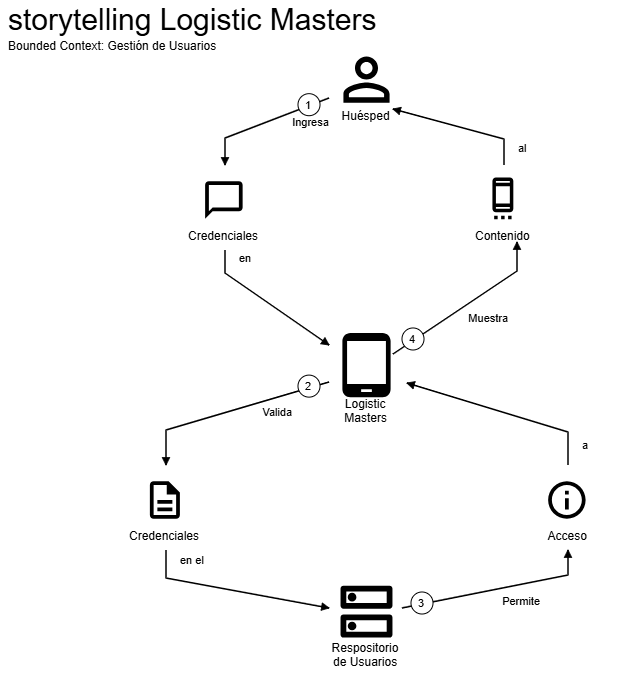 storytelling Logistic Masters
Bounded Context: Gestión de Usuarios
1
Ingresa
Huésped
al
Credenciales
Contenido
en
Muestra
4
2
Valida
Logistic
Masters
a
Credenciales
Acceso
en el
3
Permite
Respositorio
de Usuarios